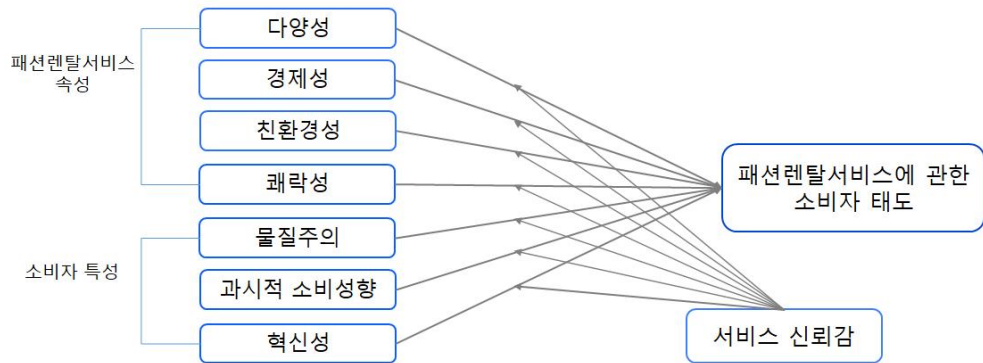 패션렌탈서비스
속성
다양성
경제성
친환경성
쾌락성
소비자 특성
물질주의
과시적 소비성향
혁신성
패션렌탈서비스에 관한
소비자 태도
서비스 신뢰감